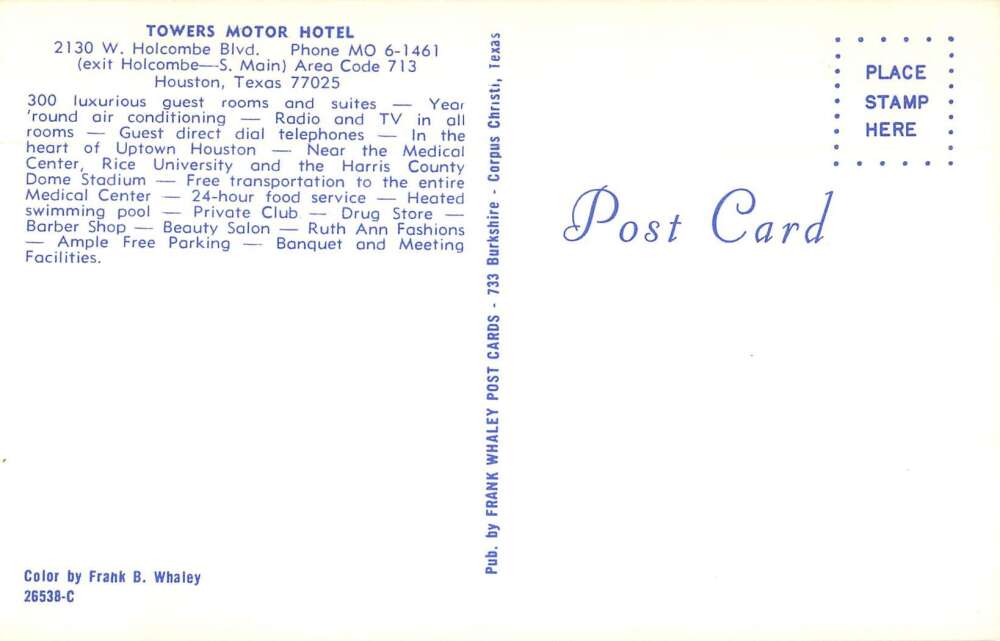 TOWERS MOTOR HOTEL
2130 W. Holcombe Blvd. Phone MO 6-1461
(exit Holcombe—S. Main) Area Code 713
Houston, Texas 77025
300 luxurious guest rooms and suites — Year
'round air conditioning — Radio and TV in all
rooms — Guest direct dial telephones — In the
heart of Uptown Houston — Near the Medical
Center, Rice University and the Harris County
Dome Stadium — Free transportation to the entire
Medical Center — 24-hour food service — Heated
swimming pool — Private Club — Drug Store —
Barber Shop — Beauty Salon — Ruth Ann Fashions
— Ample Free Parking — Banquet and Meeting
Facilities.
Color by Frank B. Whaley
26538-C
Pub. by FRANK WHALEY POST CARDS - 733 Burkshire - Corpus Christi, Texas
PLACE
STAMP
HERE
Post Card